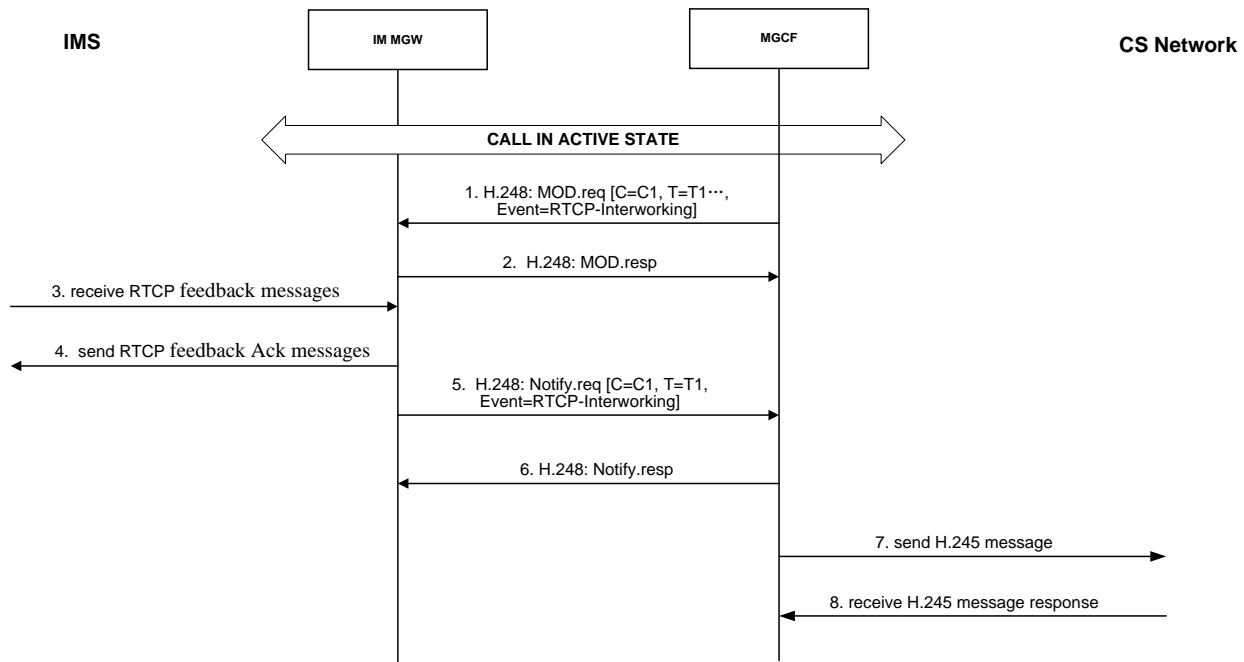 IMS
IM MGW
MGCF
CS Network
CALL IN ACTIVE STATE
1. H.248: MOD.req [C=C1, T=T1⋯,
Event=RTCP-Interworking]
2. H.248: MOD.resp
3. receive RTCP feedback messages
4. send RTCP feedback Ack messages
5. H.248: Notify.req [C=C1, T=T1,
Event=RTCP-Interworking]
6. H.248: Notify.resp
7. send H.245 message
8. receive H.245 message response